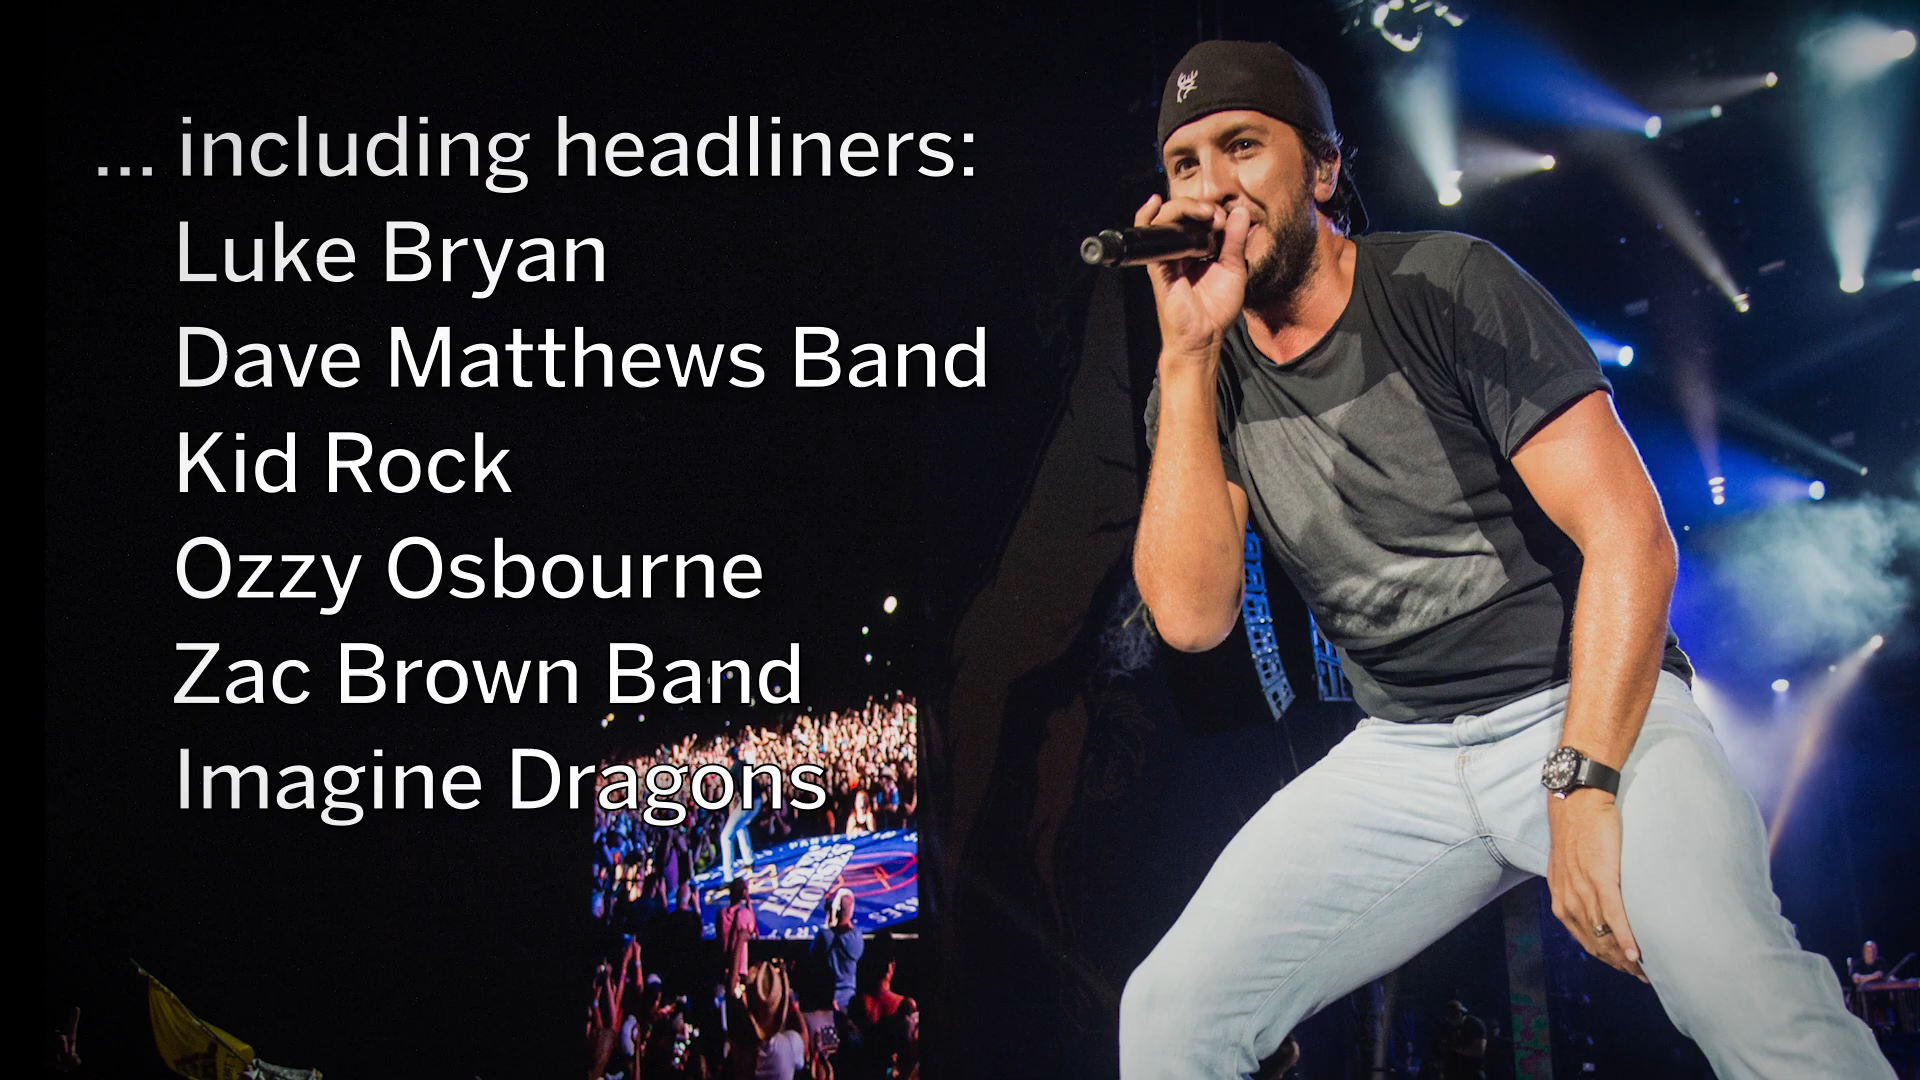 ... including headliners:
Luke Bryan
Dave Matthews Band
Kid Rock
Ozzy Osbourne
Zac Brown Band
Imagine Dragons